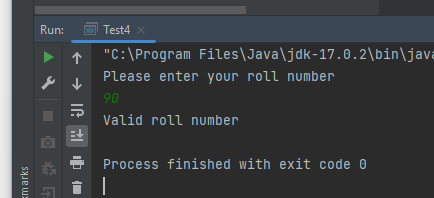 Run: Test4
"C:\Program Files\Java\jdk-17.0.2\bin\java
Please enter your roll number
90
Valid roll number
Process finished with exit code 0